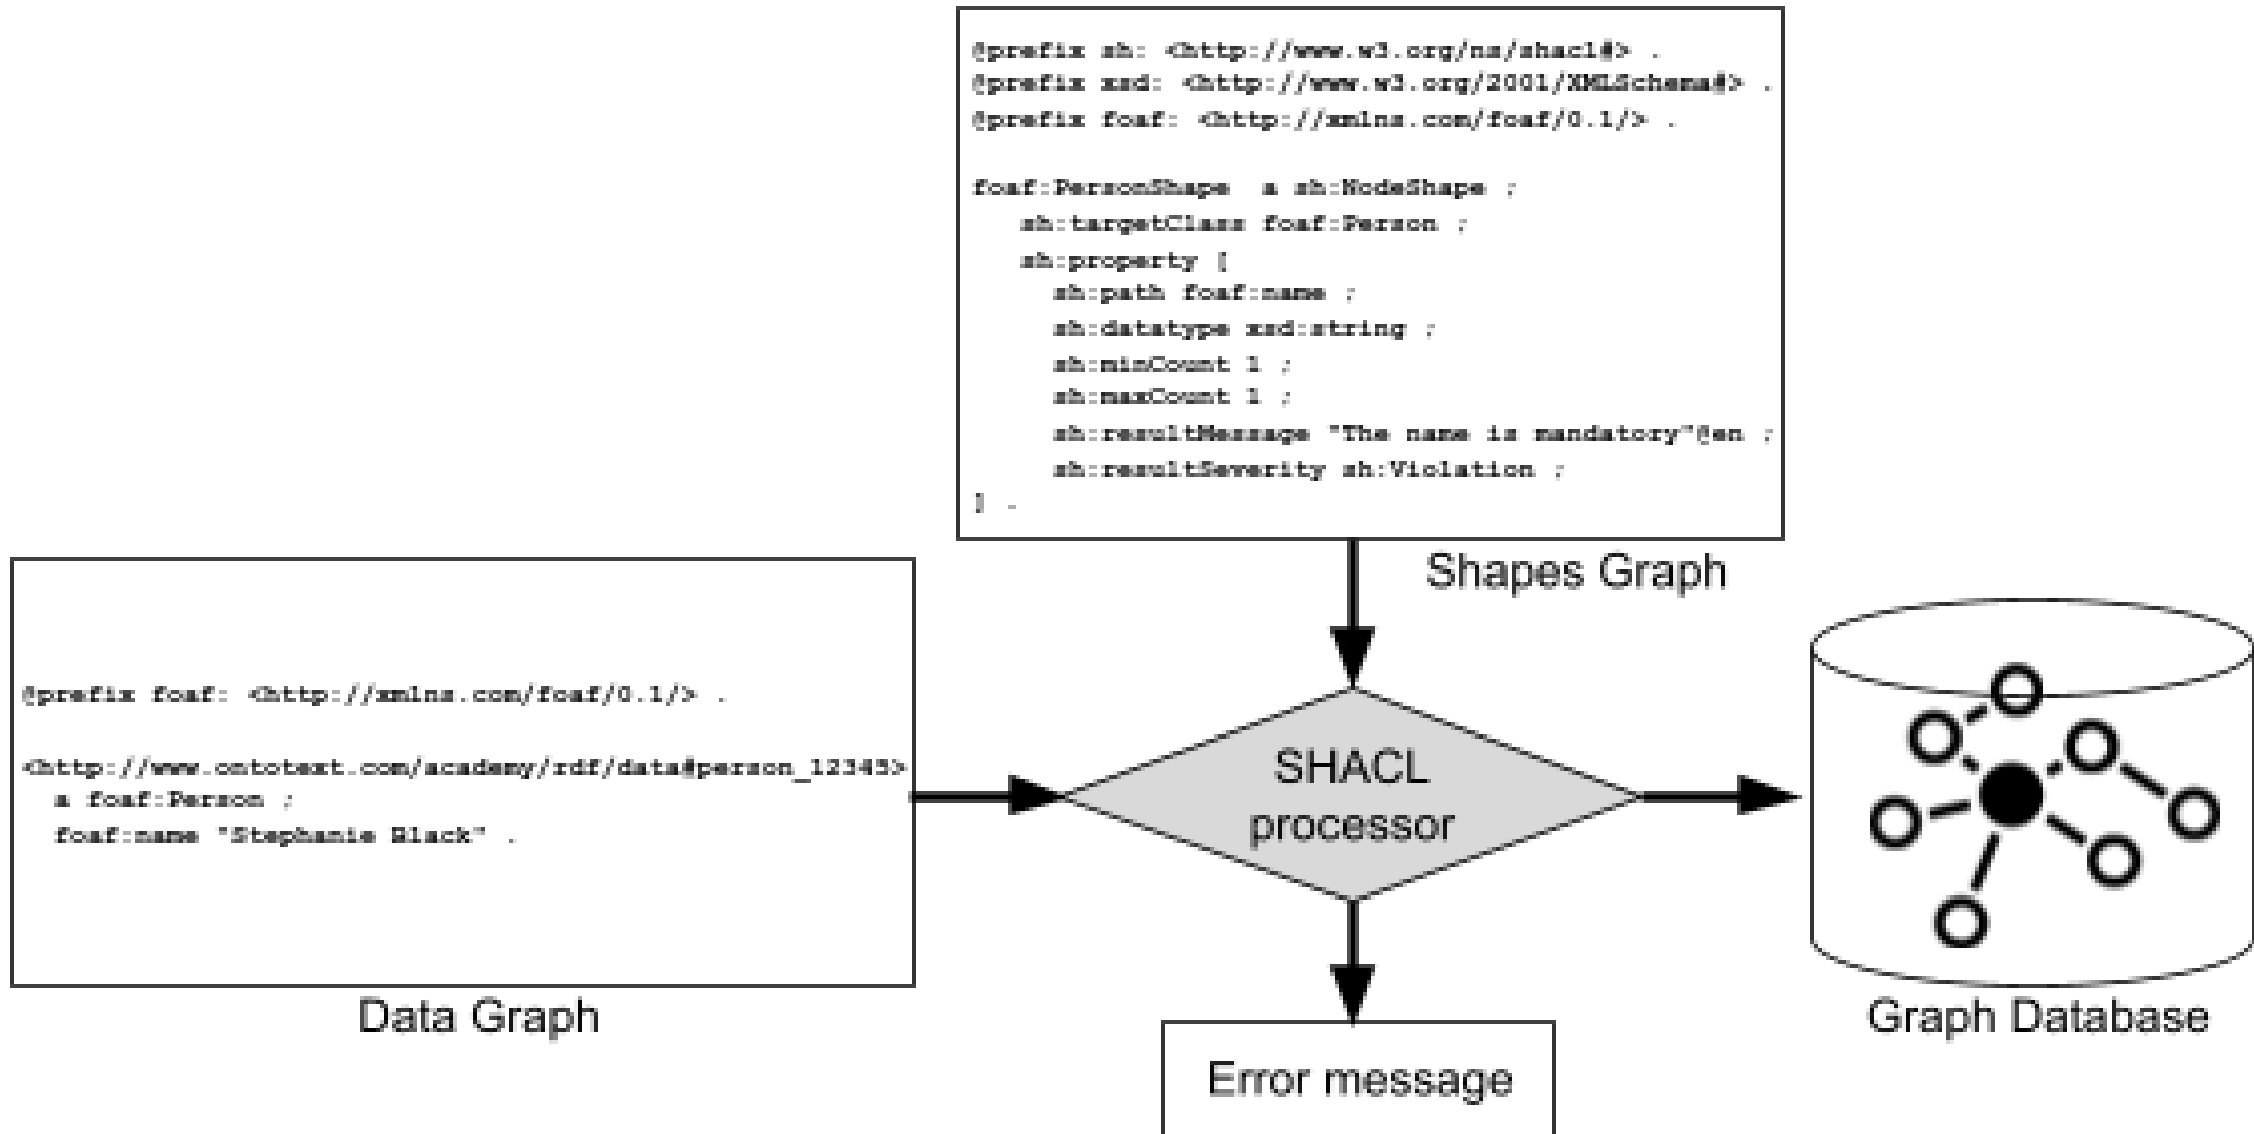 @prefix sh: <http://www.w3.org/ns/shacl#> .
@prefix xsd: <http://www.w3.org/2001/XMLSchema#> .
@prefix foaf: <http://xmlns.com/foaf/0.1/> .
foaf:PersonShape  a sh:NodeShape ;
sh:targetClass foaf:Person ;
sh:property [
sh:path foaf:name ;
sh:datatype xsd:string ;
sh:minCount 1 ;
sh:maxCount 1 ;
sh:resultMessage "The name is mandatory"@en ;
sh:resultSeverity sh:Violation ;
] .
Shapes Graph
@prefix foaf: <http://xmlns.com/foaf/0.1/> .
<http://www.ontotext.com/academy/rdf/data#person_12345>
a foaf:Person ;
foaf:name "Stephanie Black" .
Data Graph
SHACL
processor
Graph Database
Error message